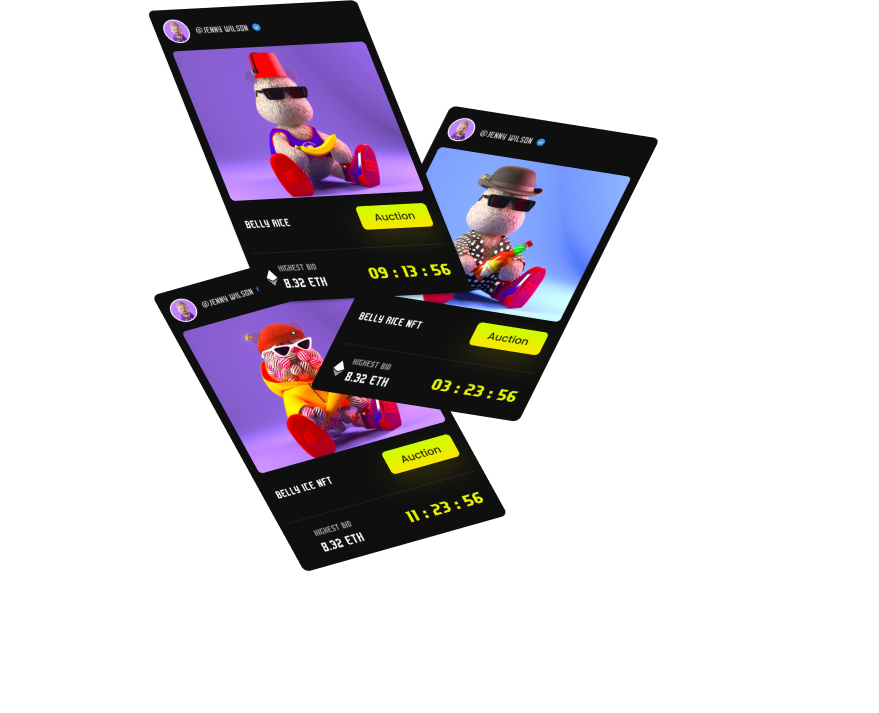 @JENNY WILSON
BELLY RICE
Auction
HIGHEST BID
8.32 ETH
09 : 13 : 56
@JENNY WILSON
BELLY RICE NFT
Auction
HIGHEST BID
8.32 ETH
03 : 23 : 56
@JENNY WILSON
BELLY ICE NFT
Auction
HIGHEST BID
8.32 ETH
11 : 23 : 56